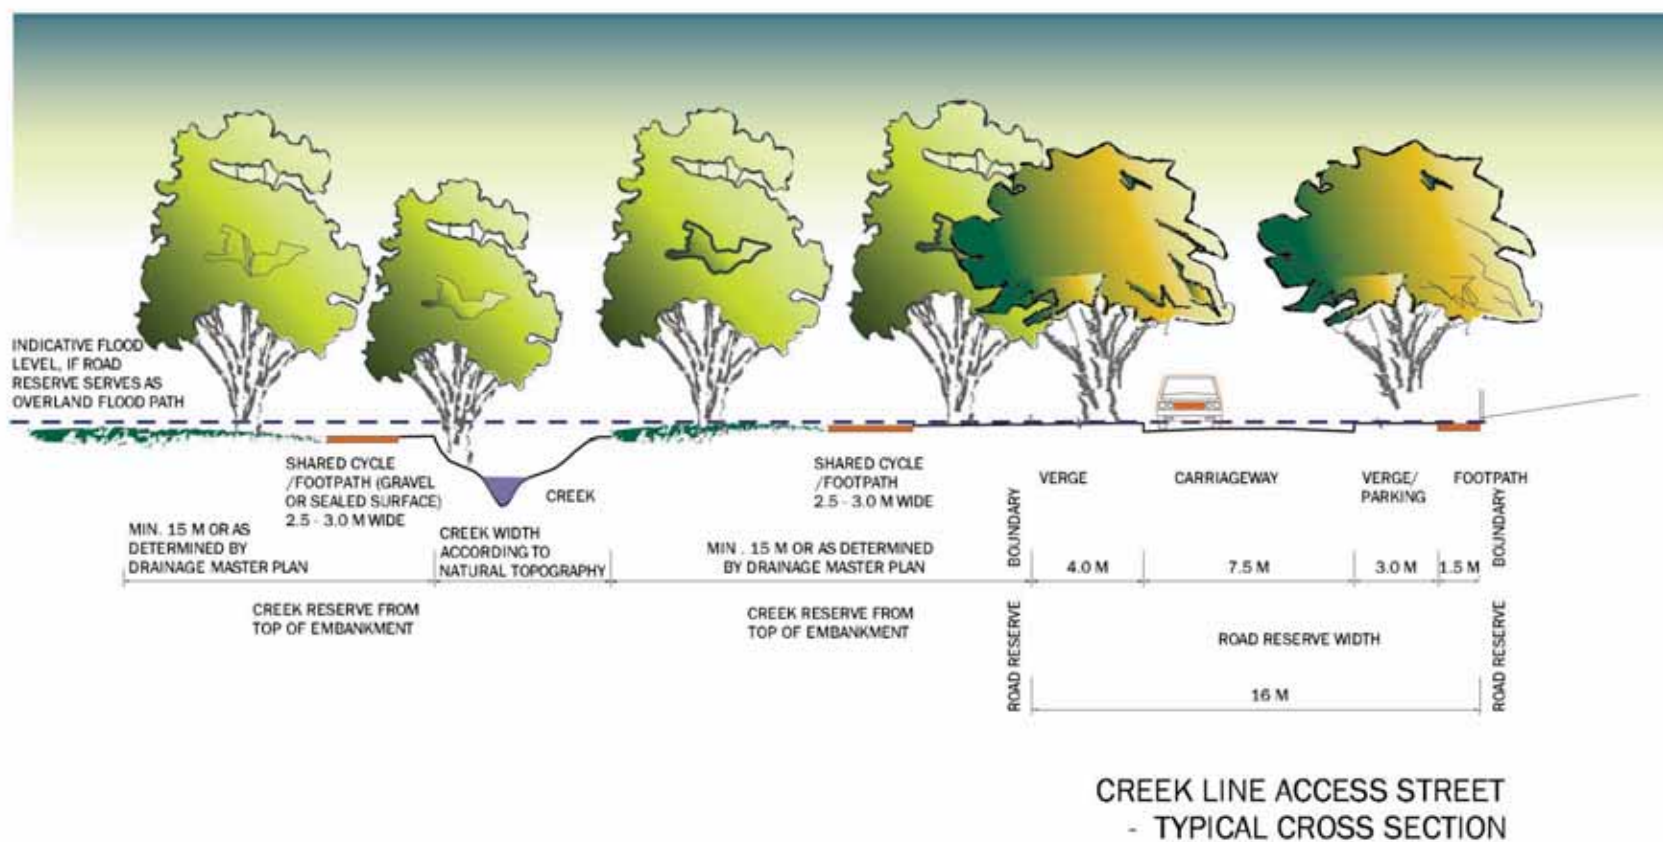 INDICATIVE FLOOD
LEVEL, IF ROAD
RESERVE SERVES AS
OVERLAND FLOOD PATH
SHARED CYCLE
/FOOTPATH (GRAVEL
OR SEALED SURFACE)
2.5 - 3.0 M WIDE
CREEK
SHARED CYCLE
/FOOTPATH
2.5 - 3.0 M WIDE
VERGE
CARRIAGEWAY
VERGE/
PARKING
FOOTPATH
MIN. 15 M OR AS
DETERMINED BY
DRAINAGE MASTER PLAN
CREEK WIDTH
ACCORDING TO
NATURAL TOPOGRAPHY
MIN . 15 M OR AS DETERMINED
BY DRAINAGE MASTER PLAN
BOUNDARY
4.0 M
7.5 M
3.0 M
1.5 M
BOUNDARY
CREEK RESERVE FROM
TOP OF EMBANKMENT
CREEK RESERVE FROM
TOP OF EMBANKMENT
ROAD RESERVE
ROAD RESERVE WIDTH
16 M
ROAD RESERVE
CREEK LINE ACCESS STREET
- TYPICAL CROSS SECTION